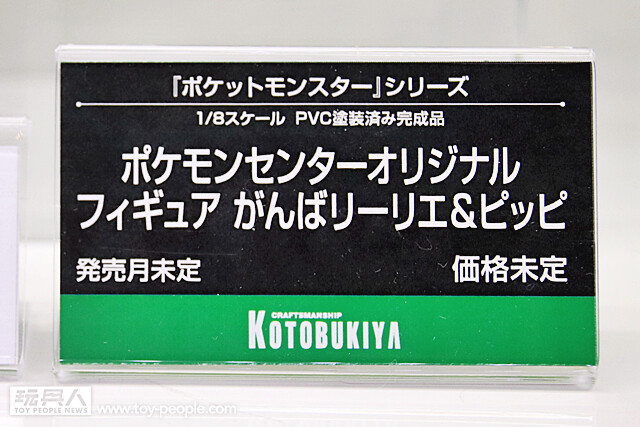 『ポケットモンスター』シリーズ
1/8スケール PVC塗装済み完成品
ポケモンセンターオリジナル
フィギュア がんばリーリエ&ピッピ
発売月未定
価格未定
CRAFTSMANSHIP
KOTOBUKIYA
玩具人
TOY PEOPLE NEWS
www.toy-people.com